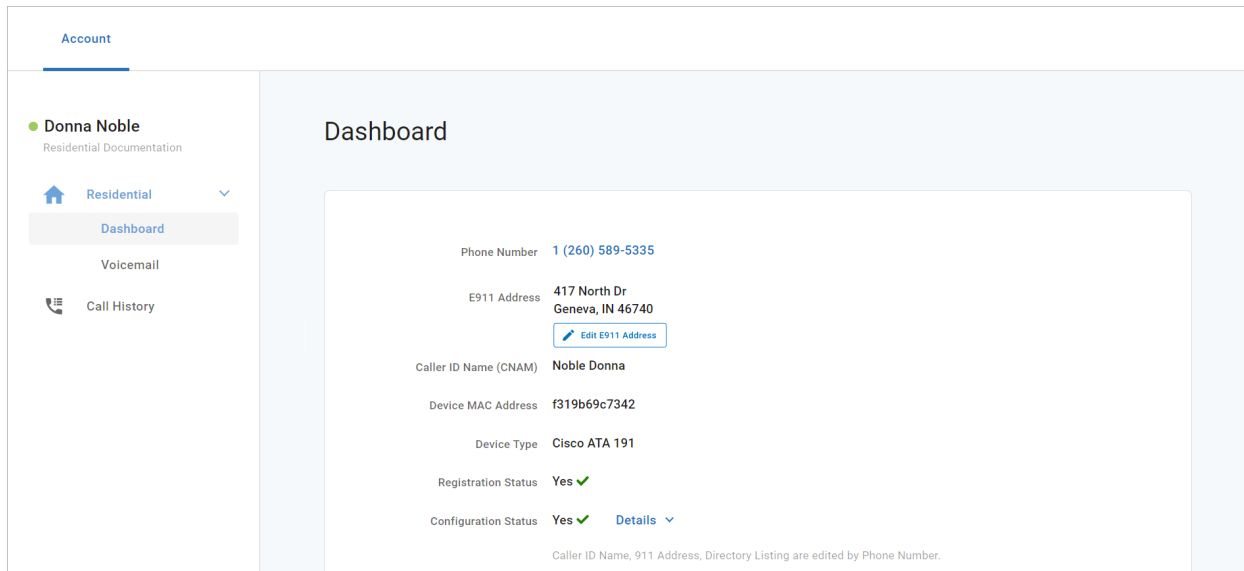 Account
Donna Noble
Residential Documentation
Residential
Dashboard
Voicemail
Call History
Dashboard
Phone Number 1 (260) 589-5335
E911 Address 417 North Dr
Geneva, IN 46740
Edit E911 Address
Caller ID Name (CNAM) Noble Donna
Device MAC Address f319b69c7342
Device Type Cisco ATA 191
Registration Status Yes
Configuration Status Yes Details
Caller ID Name, 911 Address, Directory Listing are edited by Phone Number.